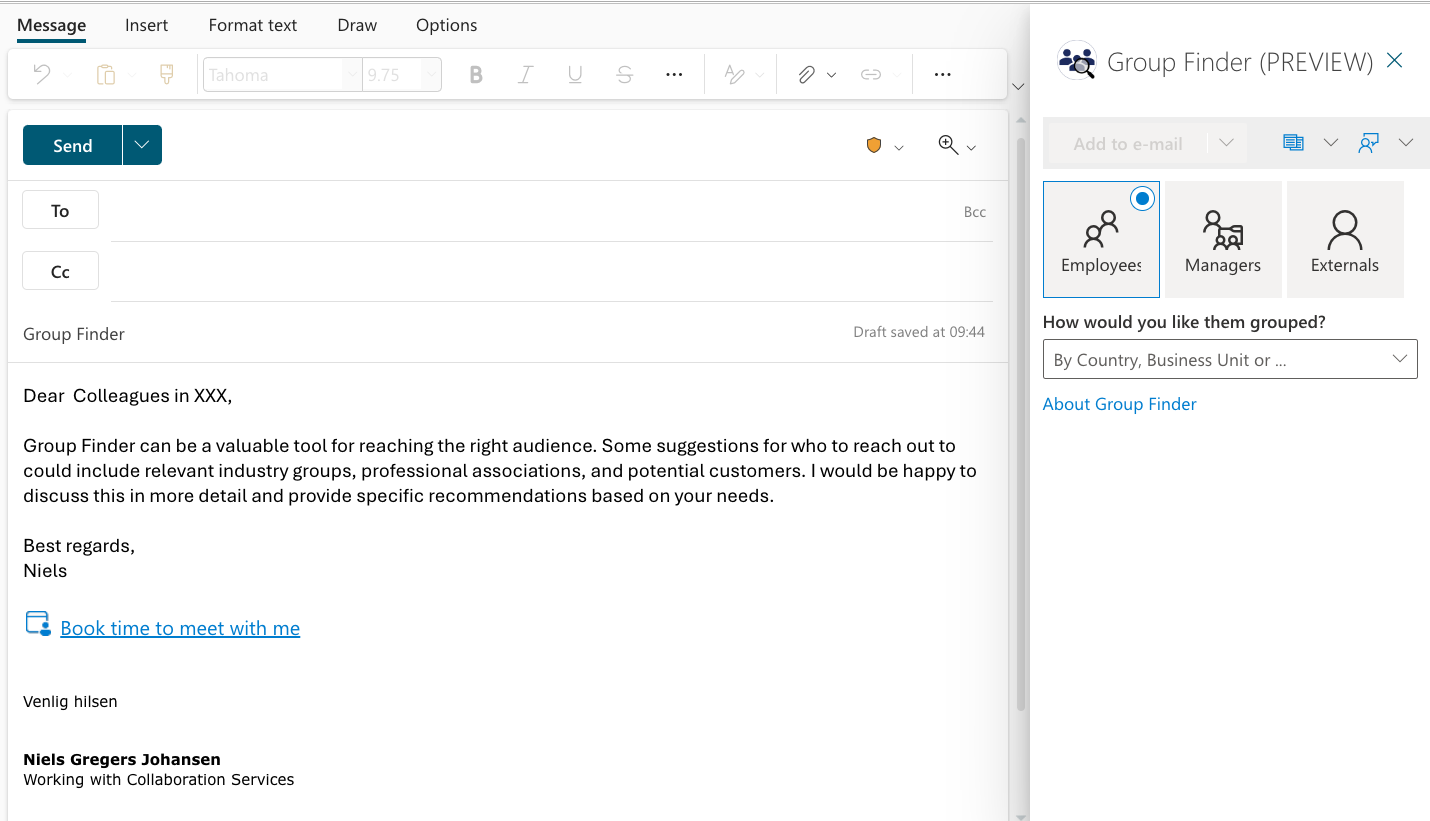 Message Insert Format text Draw Options
Tahoma 9.75 B I U S ...
Send
To Bcc
Cc
Group Finder Draft saved at 09:44
Dear Colleagues in XXX,
Group Finder can be a valuable tool for reaching the right audience. Some suggestions for who to reach out to
could include relevant industry groups, professional associations, and potential customers. I would be happy to
discuss this in more detail and provide specific recommendations based on your needs.
Best regards,
Niels
Book time to meet with me
Venlig hilsen
Niels Gregers Johansen
Working with Collaboration Services
Group Finder (PREVIEW)
Add to e-mail
Employees Managers Externals
How would you like them grouped?
By Country, Business Unit or ...
About Group Finder